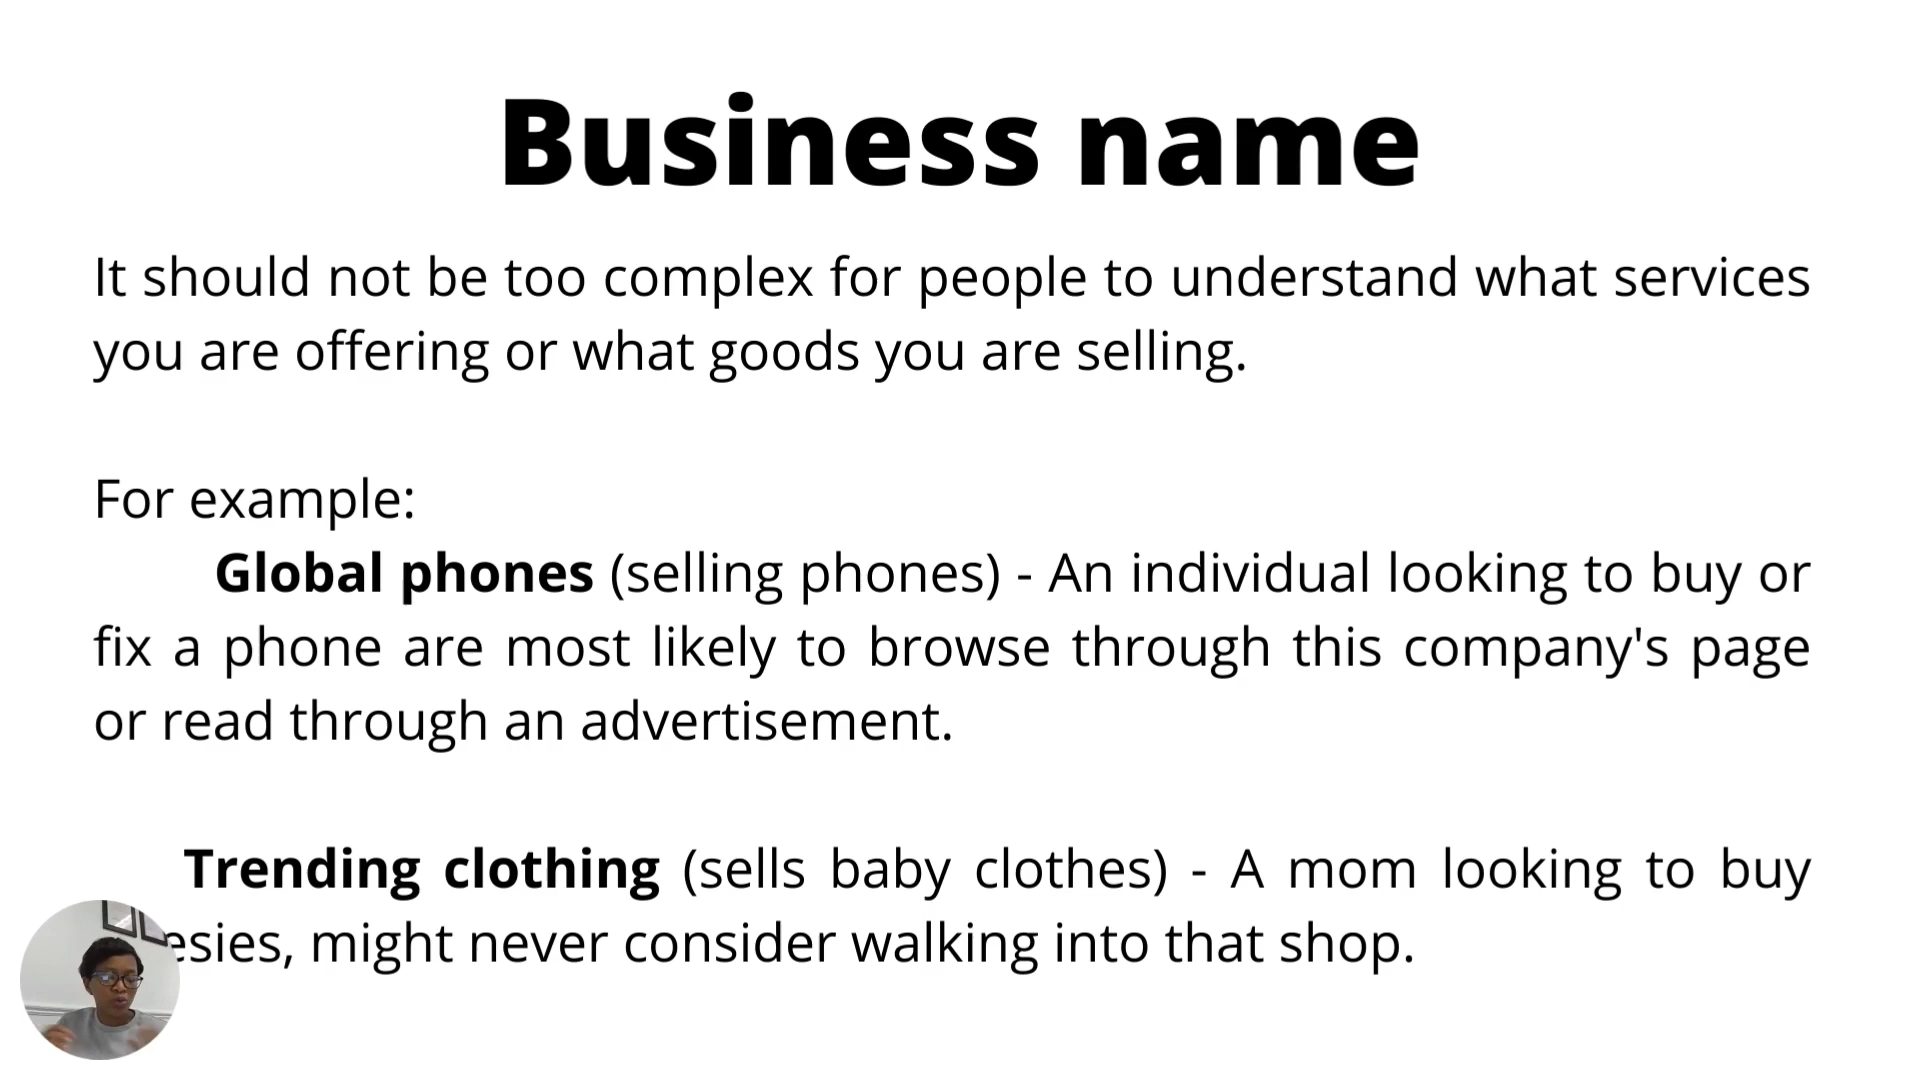 Business name
It should not be too complex for people to understand what services
you are offering or what goods you are selling.
For example:
Global phones (selling phones) - An individual looking to buy or
fix a phone are most likely to browse through this company's page
or read through an advertisement.
Trending clothing (sells baby clothes) - A mom looking to buy
might never consider walking into that shop.